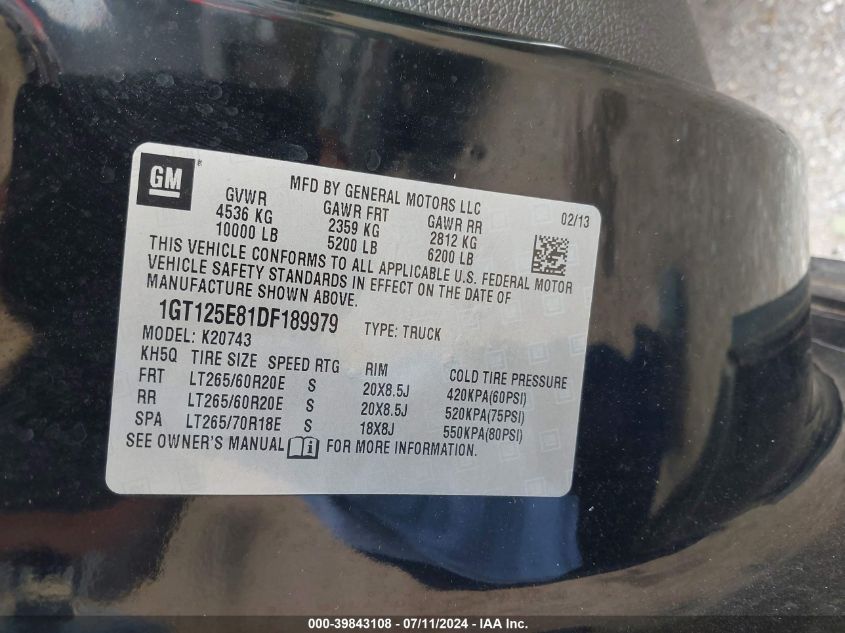 GM
MFD BY GENERAL MOTORS LLC
02/13
GVWR GAWR FRT GAWR RR
4536 KG 2359 KG 2812 KG
10000 LB 5200 LB 6200 LB
THIS VEHICLE CONFORMS TO ALL APPLICABLE U.S. FEDERAL MOTOR
VEHICLE SAFETY STANDARDS IN EFFECT ON THE DATE OF
MANUFACTURE SHOWN ABOVE.
1GT125E81DF189979 TYPE: TRUCK
MODEL: K20743
KH5Q TIRE SIZE SPEED RTG RIM COLD TIRE PRESSURE
FRT LT265/60R20E S 20X8.5J 420KPA(60PSI)
RR LT265/60R20E S 20X8.5J 520KPA(75PSI)
SPA LT265/70R18E S 18X8J 550KPA(80PSI)
SEE OWNER'S MANUAL i FOR MORE INFORMATION.
000-39843108 - 07/11/2024 - IAA Inc.